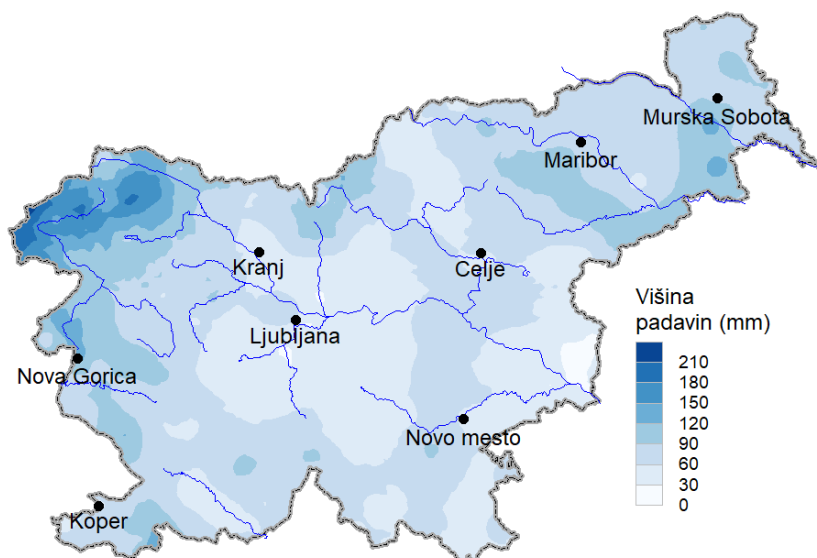 Murska Sobota
Maribor
Kranj
Celje
Ljubljana
Nova Gorica
Novo mesto
Koper
Višina
padavin (mm)
210
180
150
120
90
60
30
0